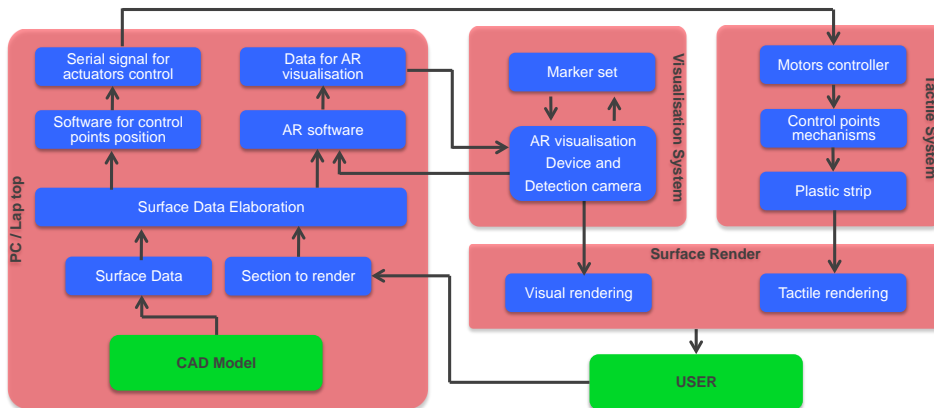 PC / Lap top
Serial signal for
actuators control
Data for AR
visualisation
Software for control
points position
AR software
Surface Data Elaboration
Surface Data
Section to render
CAD Model
Visualisation System
Marker set
AR visualisation
Device and
Detection camera
Tactile System
Motors controller
Control points
mechanisms
Plastic strip
Surface Render
Visual rendering
Tactile rendering
USER